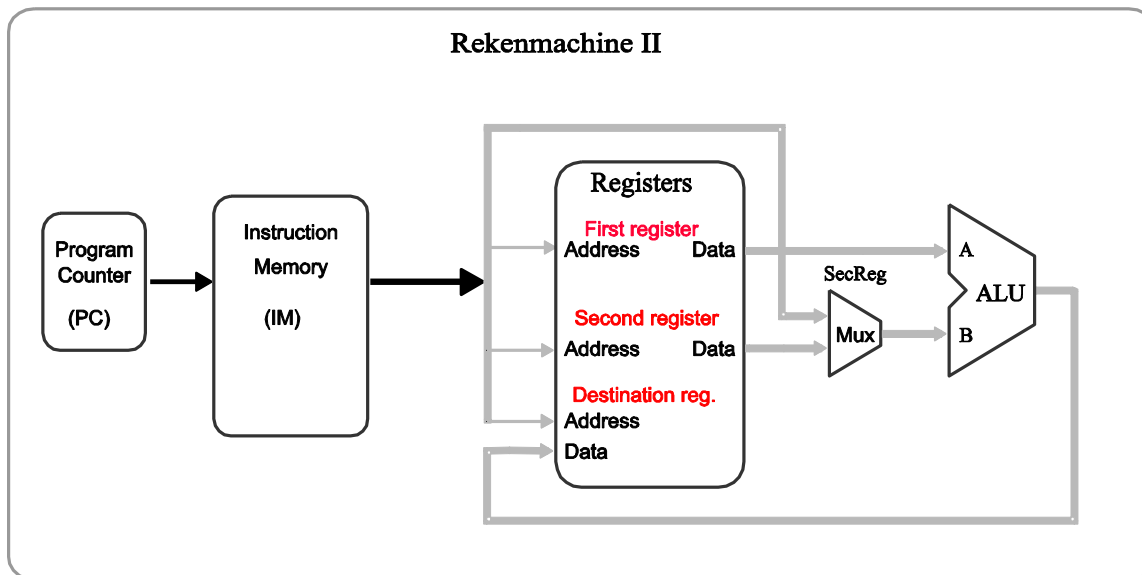 Rekenmachine II
Program
Counter
(PC)
Instruction
Memory
(IM)
Registers
First register
Address Data
Second register
Address Data
Destination reg.
Address
Data
SecReg
Mux
A
ALU
B